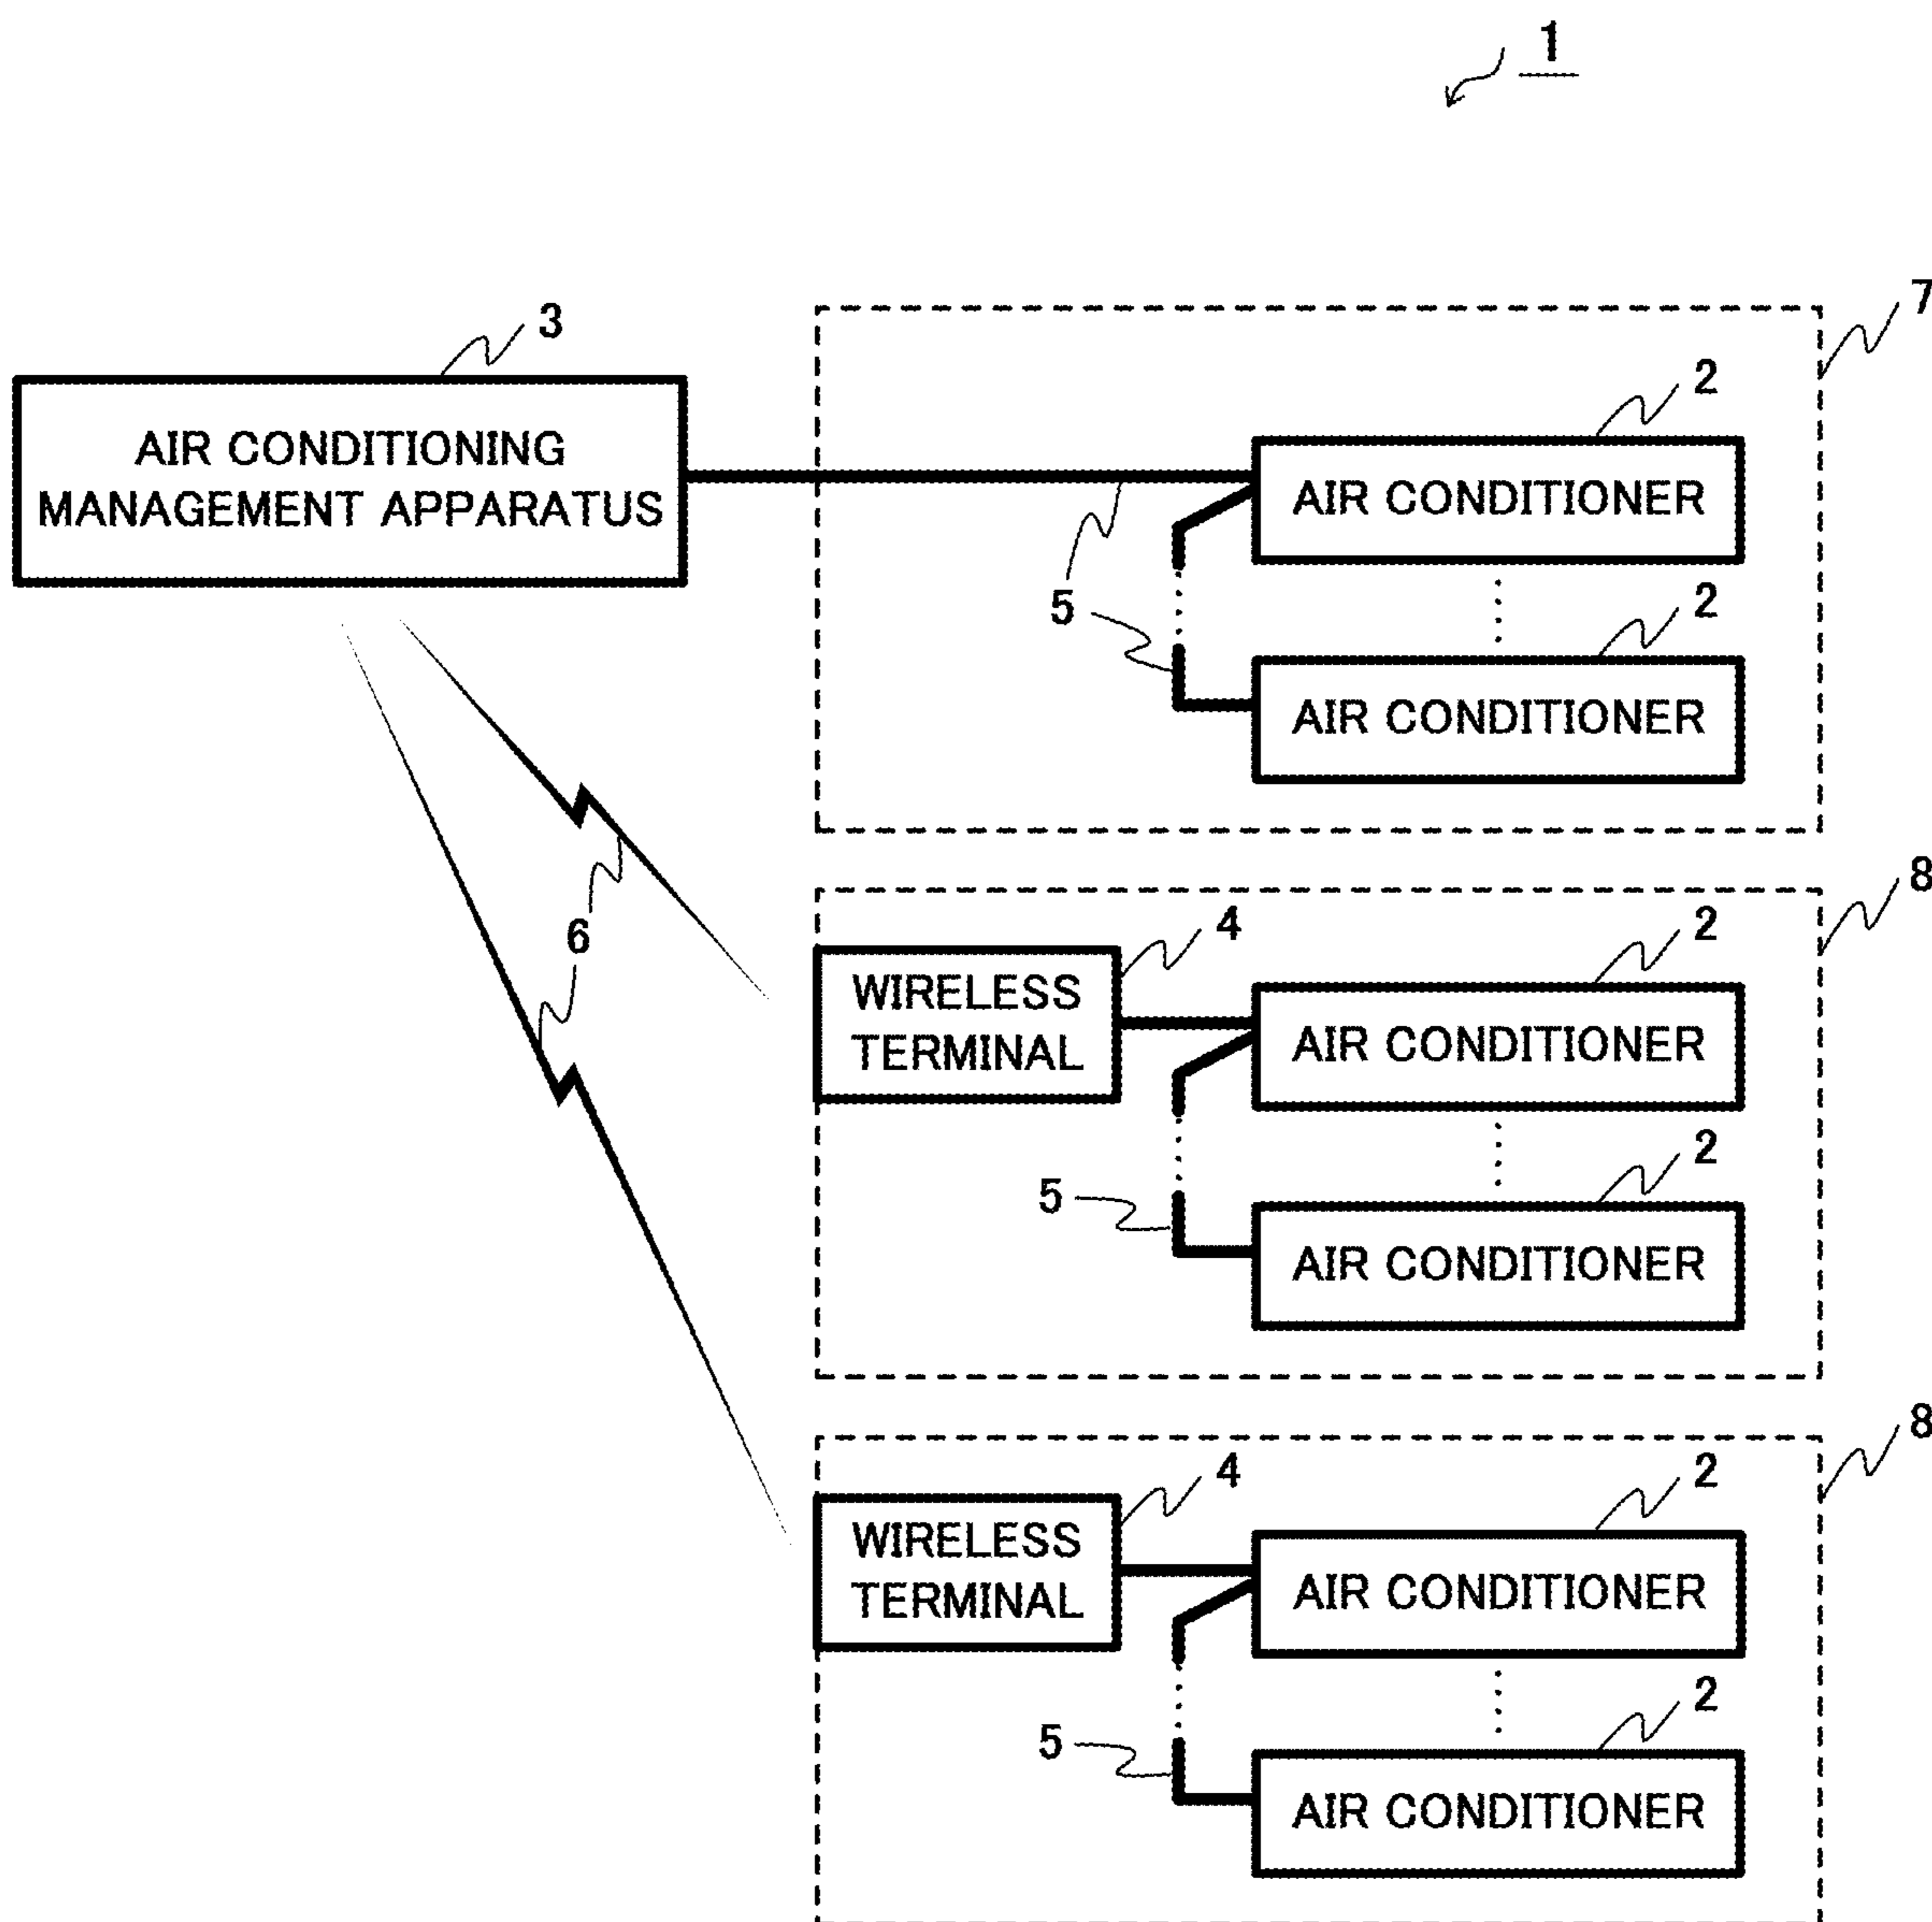 1
3
7
AIR CONDITIONING
MANAGEMENT APPARATUS
2
AIR CONDITIONER
5
2
AIR CONDITIONER
6
8
4
WIRELESS
TERMINAL
2
AIR CONDITIONER
5
2
AIR CONDITIONER
8
4
WIRELESS
TERMINAL
2
AIR CONDITIONER
5
2
AIR CONDITIONER